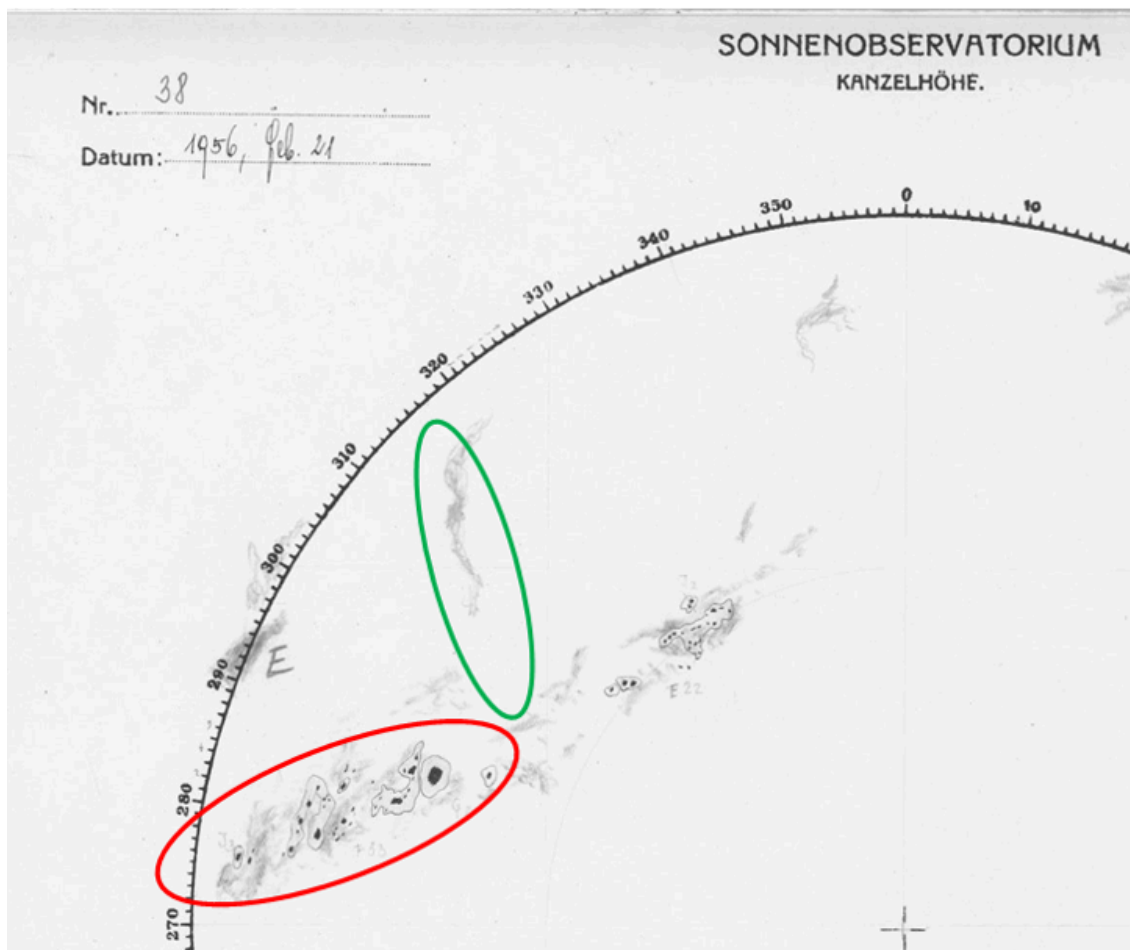 SONNENOBSERVATORIUM
KANZELHÖHE.
Nr. 38
Datum: 1956, Feb. 21
0
10
350
340
330
320
310
300
290
E
E 22
280
J3
270